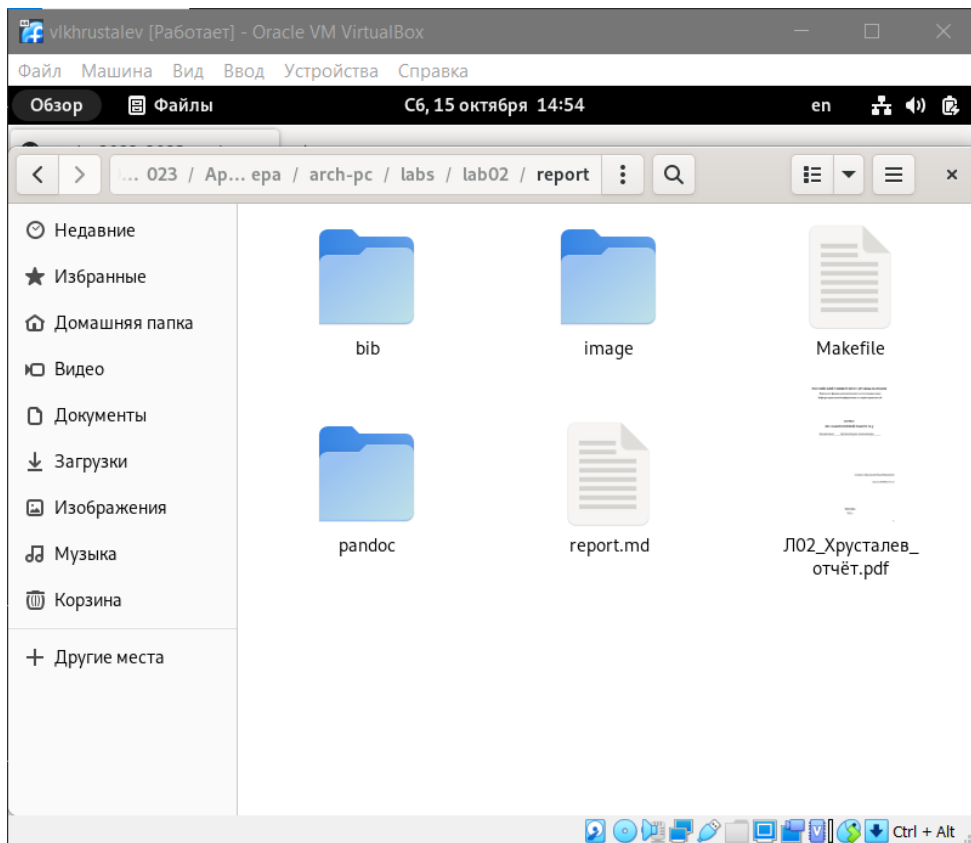 vlkhrustalev [Работает] - Oracle VM VirtualBox
Файл Машина Вид Ввод Устройства Справка
Обзор Файлы Сб, 15 октября 14:54 en
... 023 / Ap... ера / arch-pc / labs / lab02 / report
Недавние
Избранные
Домашняя папка
Видео
Документы
Загрузки
Изображения
Музыка
Корзина
Другие места
bib image Makefile
pandoc report.md Л02_Хрусталев_
отчёт.pdf
Ctrl + Alt